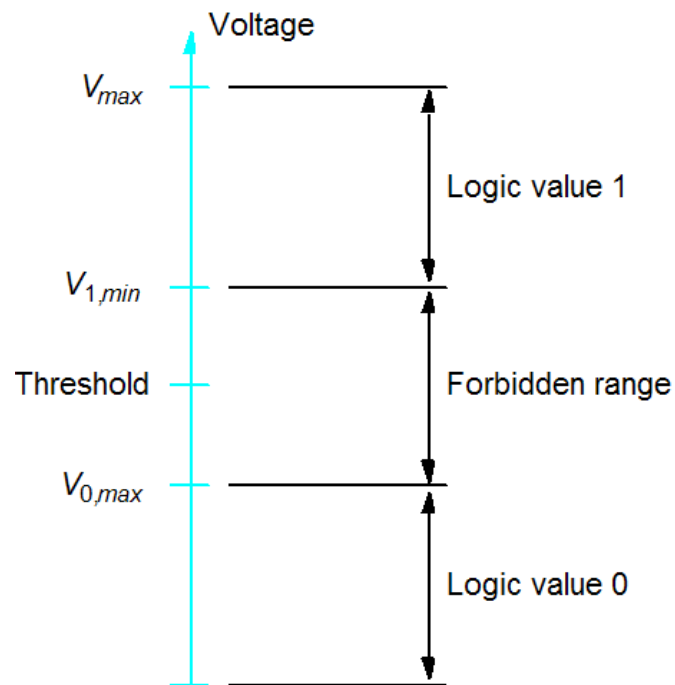 Voltage
Vmax
Logic value 1
V1,min
Threshold
Forbidden range
V0,max
Logic value 0